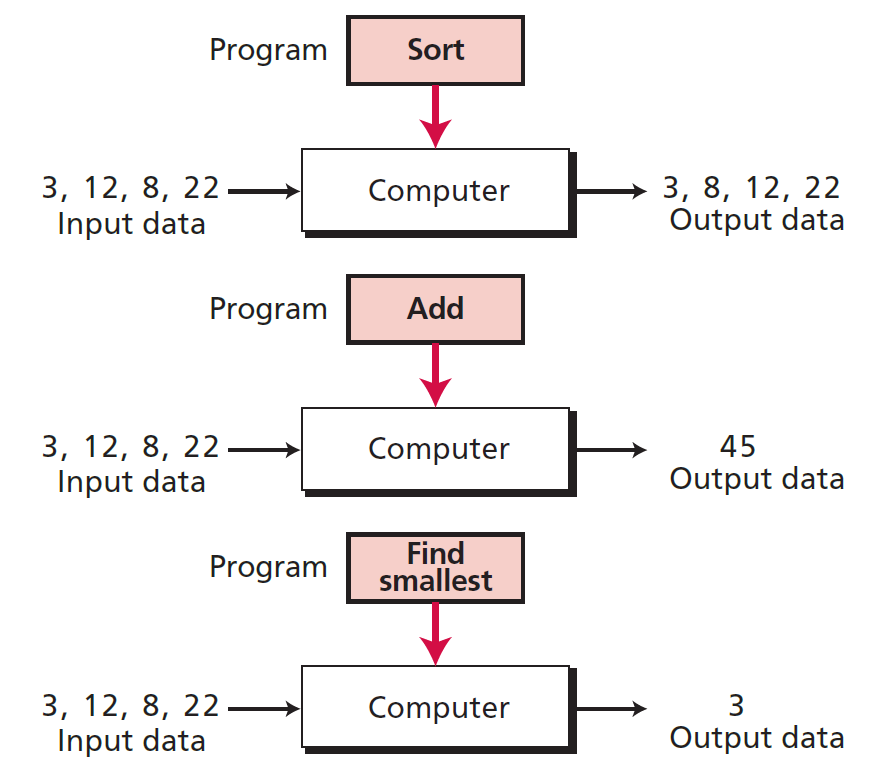 Program
Sort
3, 12, 8, 22
Input data
Computer
3, 8, 12, 22
Output data
Program
Add
3, 12, 8, 22
Input data
Computer
45
Output data
Program
Find
smallest
3, 12, 8, 22
Input data
Computer
3
Output data